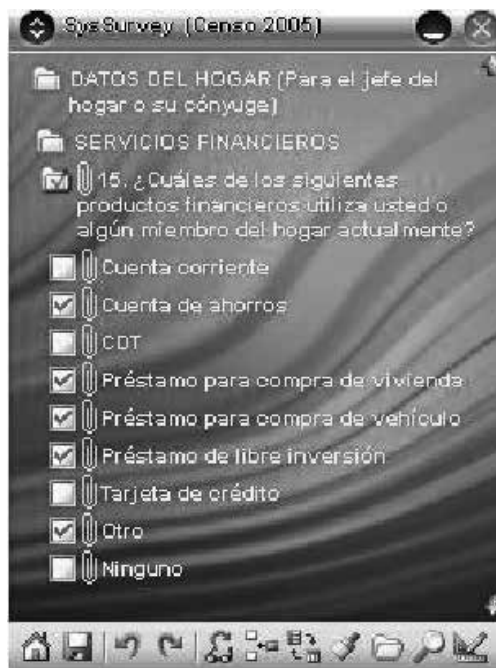 SysSurvey (Censo 2005)
DATOS DEL HOGAR (Para el jefe del
hogar o su cónyuge)
SERVICIOS FINANCIEROS
15. ¿Cuáles de los siguientes
productos financieros utiliza usted o
algún miembro del hogar actualmente?
Cuenta corriente
Cuenta de ahorros
CDT
Préstamo para compra de vivienda
Préstamo para compra de vehículo
Préstamo de libre inversión
Tarjeta de crédito
Otro
Ninguno